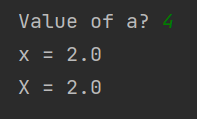 Value of a? 4
x = 2.0
X = 2.0